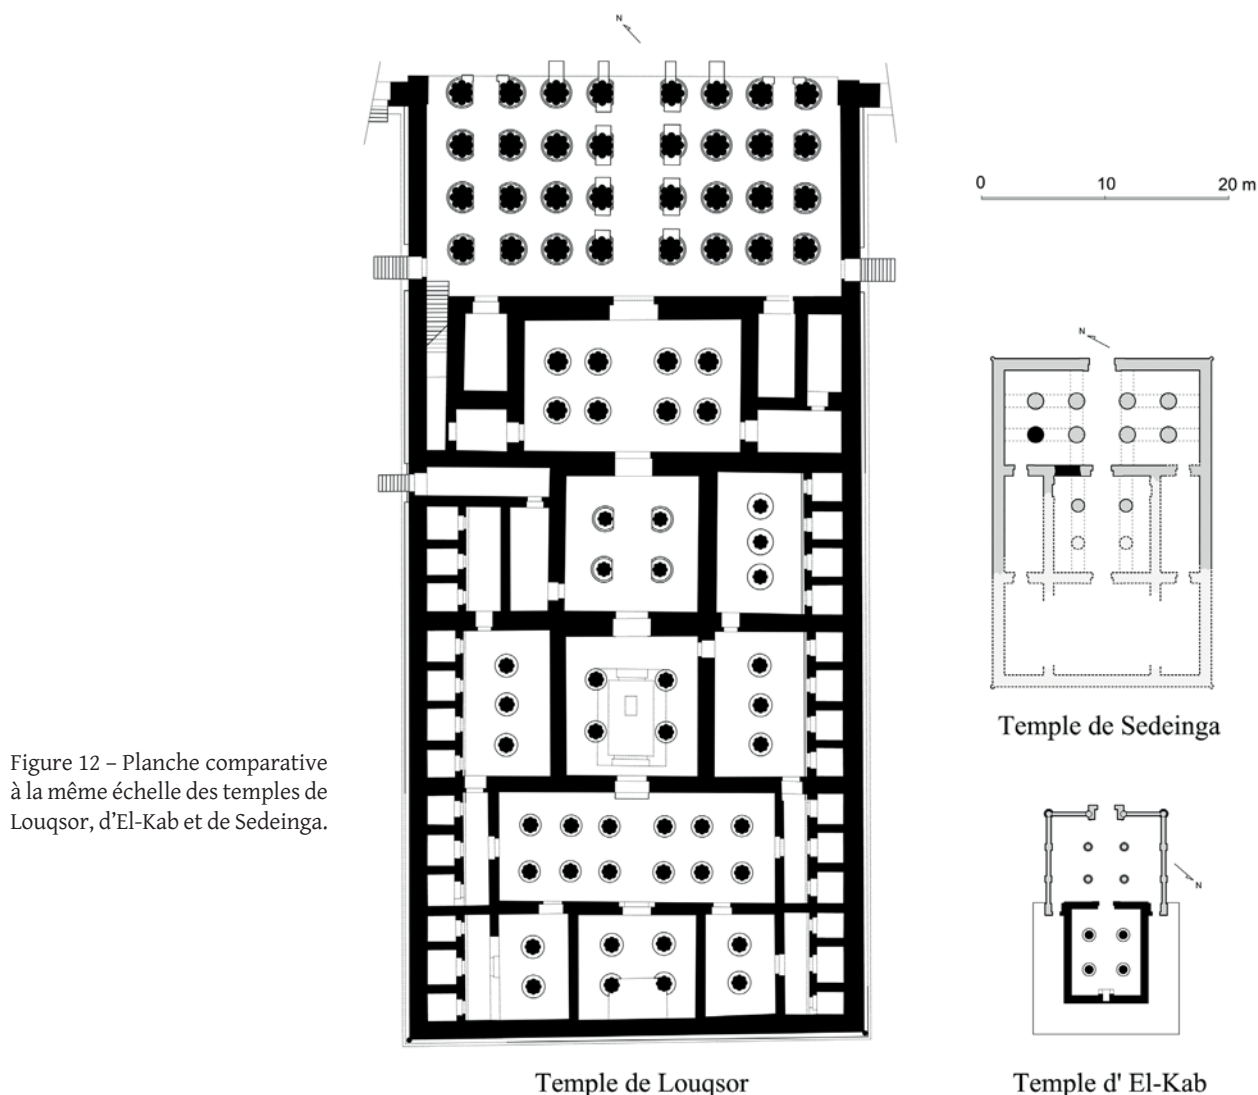 N
0 10 20 m
N
Temple de Sedeinga
Figure 12 – Planche comparative
à la même échelle des temples de
Louqsor, d’El-Kab et de Sedeinga.
N
Temple de Louqsor
Temple d' El-Kab